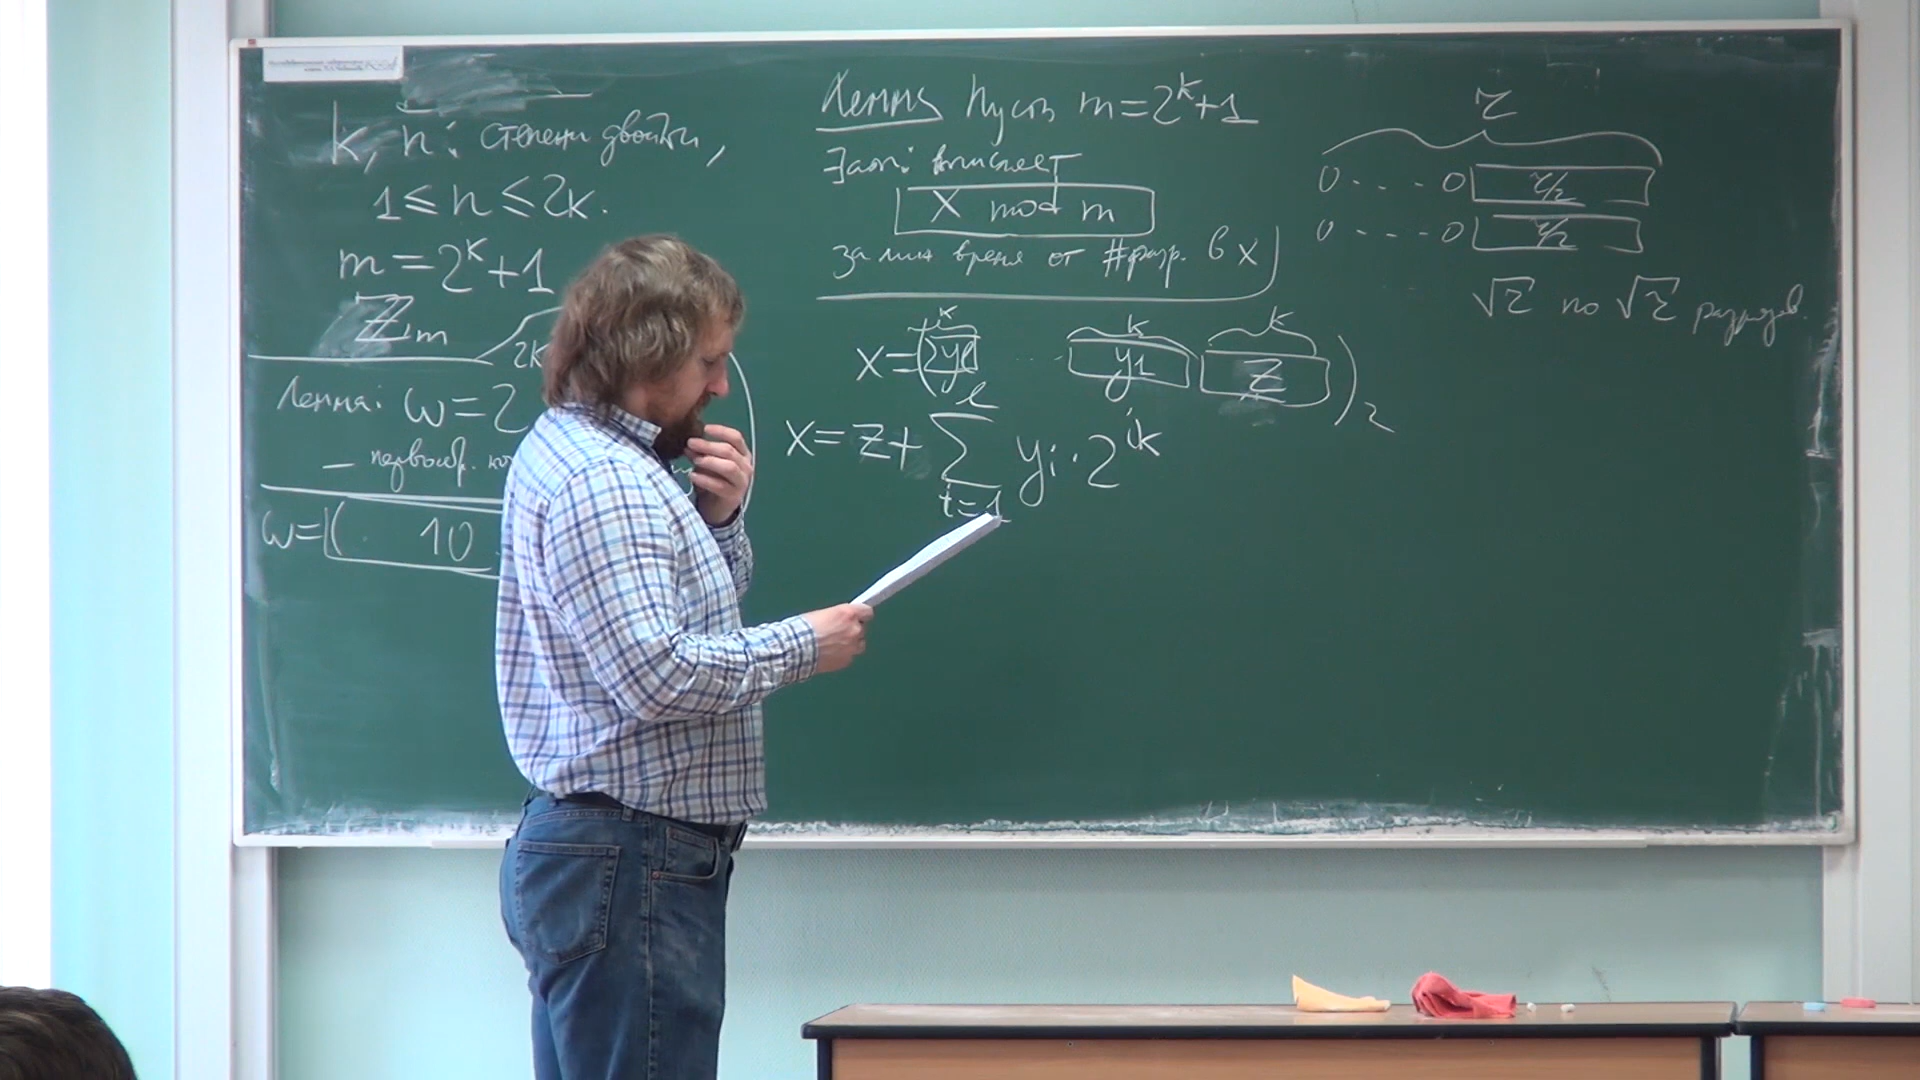 k, n: степени двойки,
1 ≤ n ≤ 2k.
m = 2^k + 1
ℤ_m
2k
Лемма: ω = 2
— первообр.
ω = ( 10
Лемма Пусть m = 2^k + 1
Тогда: вычисляет
X mod m
за лин время от #разр. в x
x = ( y_ℓ ... y_1 z )_2
k k k
x = z + ∑_{i=1}^{ℓ} y_i · 2^{ik}
r
0 - - - 0 r/2
0 - - - 0 r/2
√r по √r разрядов.